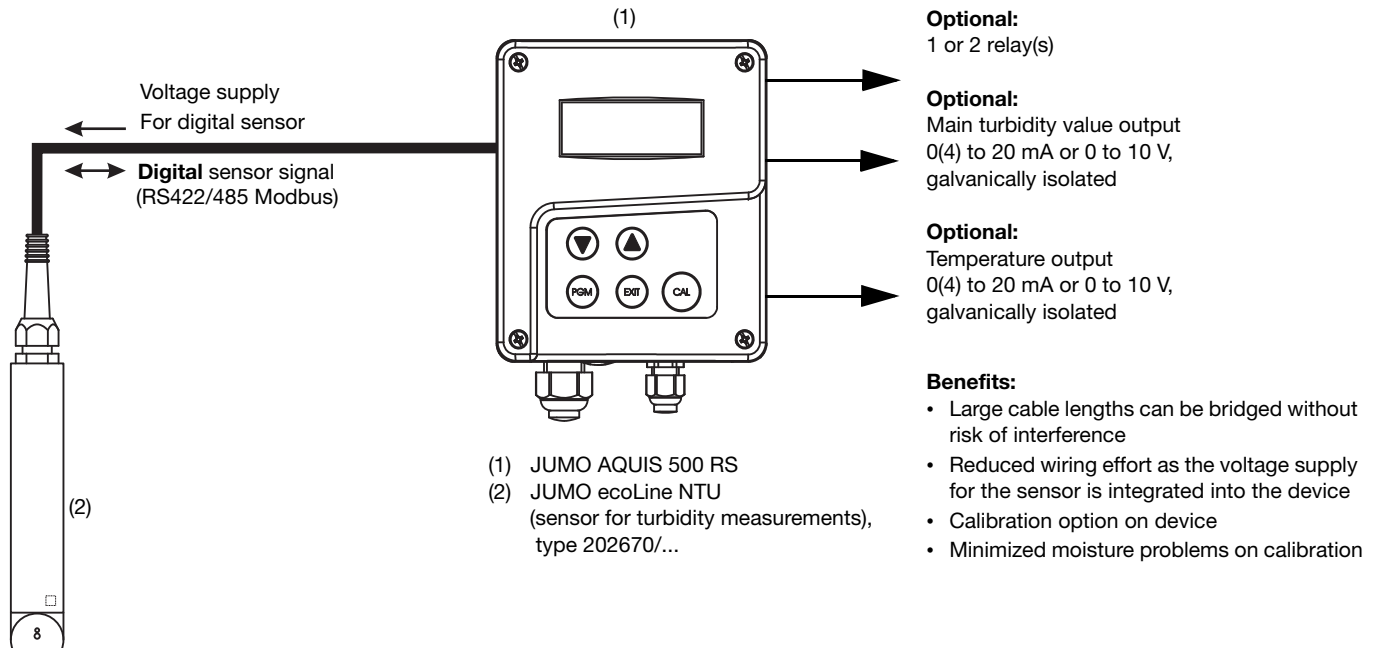 (1)
Voltage supply
For digital sensor
Digital sensor signal
(RS422/485 Modbus)
PGM
EXIT
CAL
(2)
8
(1) JUMO AQUIS 500 RS
(2) JUMO ecoLine NTU
(sensor for turbidity measurements),
type 202670/...
Optional:
1 or 2 relay(s)
Optional:
Main turbidity value output
0(4) to 20 mA or 0 to 10 V,
galvanically isolated
Optional:
Temperature output
0(4) to 20 mA or 0 to 10 V,
galvanically isolated
Benefits:
• Large cable lengths can be bridged without
risk of interference
• Reduced wiring effort as the voltage supply
for the sensor is integrated into the device
• Calibration option on device
• Minimized moisture problems on calibration